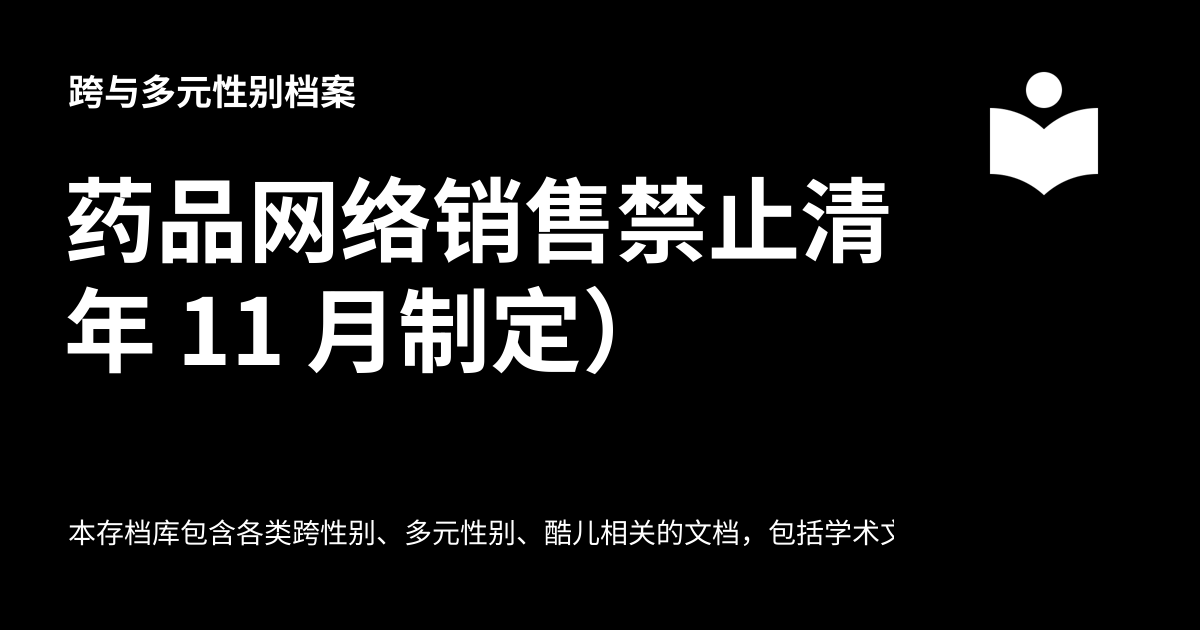 跨与多元性别档案
药品网络销售禁止清
年 11 月制定）
本存档库包含各类跨性别、多元性别、酷儿相关的文档，包括学术